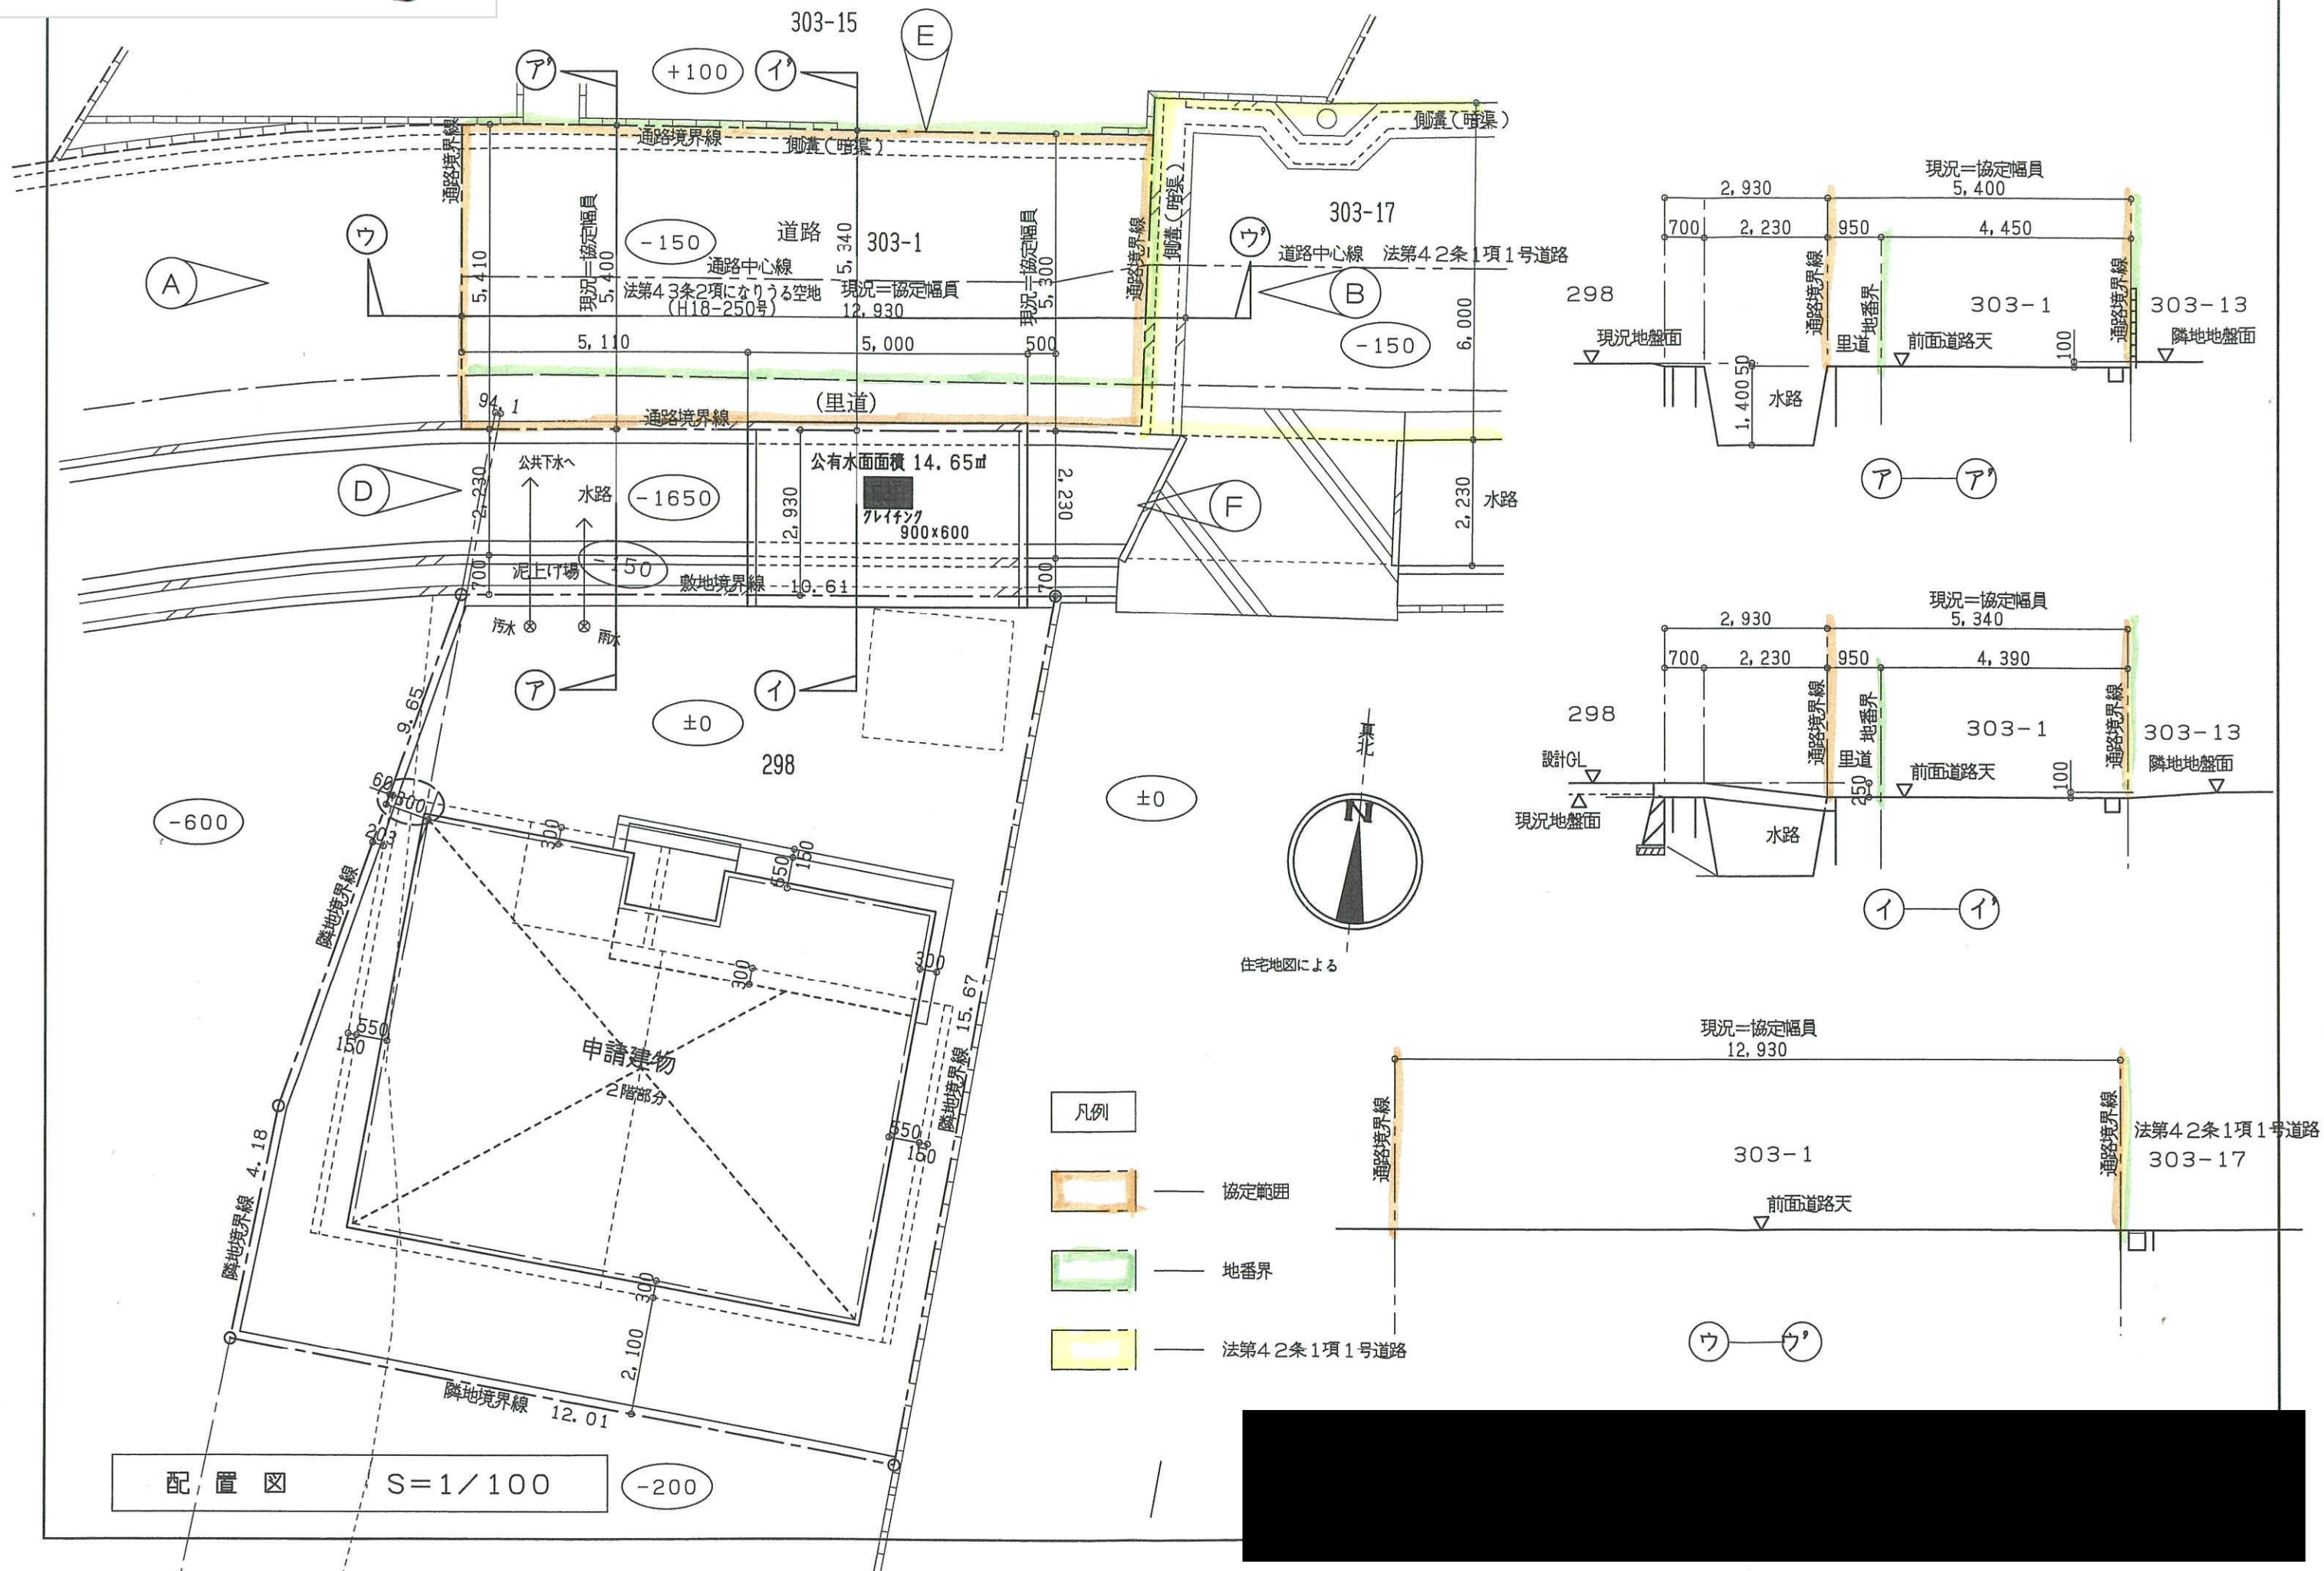 303-15
E
ア'
+100
イ'
通路境界線
通路境界線
側溝(暗渠)
側溝(暗渠)
側溝(暗渠)
現況=協定幅員
5,400
5,410
-150
道路
303-1
5,340
現況=協定幅員
5,300
通路境界線
303-17
ウ
ウ'
A
B
通路中心線
道路中心線 法第42条1項1号道路
法第43条2項になりうる空地
(H18-250号)
現況=協定幅員
12,930
5,110
5,000
500
-150
6,000
(里道)
94.1
通路境界線
公共下水へ
公有水面面積 14.65㎡
D
2,230
水路
-1650
2,930
グレイチング
900×600
2,230
F
2,230
水路
700
泥上げ場
-150
敷地境界線 10.61
700
汚水
雨水
ア
イ
±0
298
9.65
60
300
203
-600
±0
隣地境界線
300
550
150
300
300
550
150
申請建物
2階部分
15.67
隣地境界線
550
150
4.18
隣地境界線
300
2,100
隣地境界線 12.01
配置図 S=1/100
-200
真北
N
住宅地図による
凡例
協定範囲
地番界
法第42条1項1号道路
現況=協定幅員
2,930
5,400
700
2,230
950
4,450
298
通路境界線
地番界
里道
303-1
通路境界線
303-13
現況地盤面
前面道路天
100
隣地地盤面
50
1,400
水路
ア
ア'
現況=協定幅員
2,930
5,340
700
2,230
950
4,390
298
通路境界線
地番界
里道
303-1
通路境界線
303-13
設計GL
250
前面道路天
100
隣地地盤面
現況地盤面
水路
イ
イ'
現況=協定幅員
12,930
通路境界線
303-1
通路境界線
法第42条1項1号道路
303-17
前面道路天
ウ
ウ'